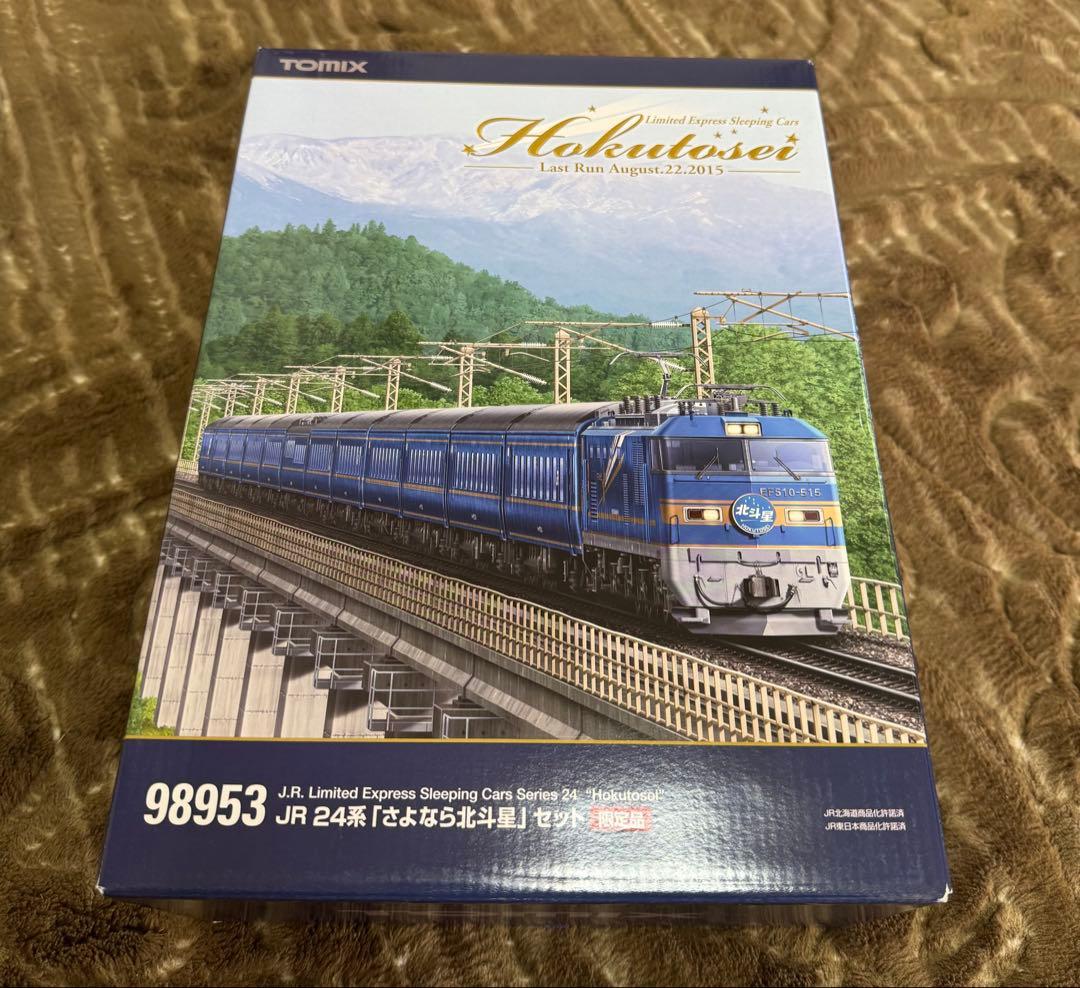 TOMIX
Limited Express Sleeping Cars
Hokutosei
Last Run August.22.2015
EF510-515
北斗星
HOKUTOSEI
98953
J.R. Limited Express Sleeping Cars Series 24 "Hokutosei"
JR 24系「さよなら北斗星」セット 限定品
JR北海道商品化許諾済
JR東日本商品化許諾済